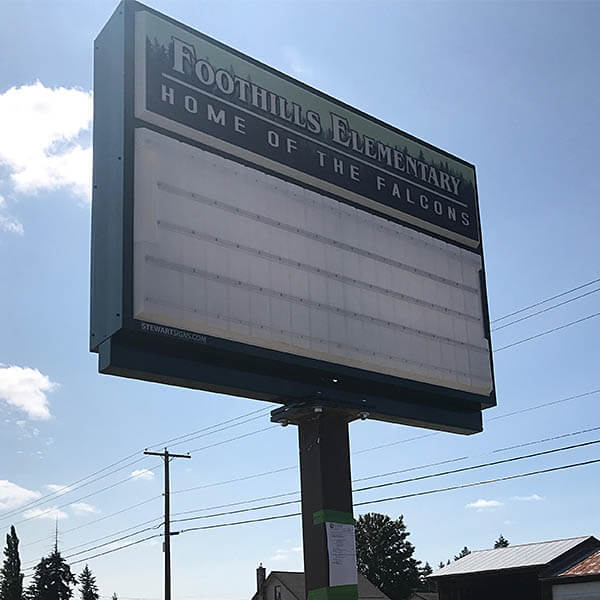 FOOTHILLS ELEMENTARY
HOME OF THE FALCONS
STEWARTSIGNS.COM